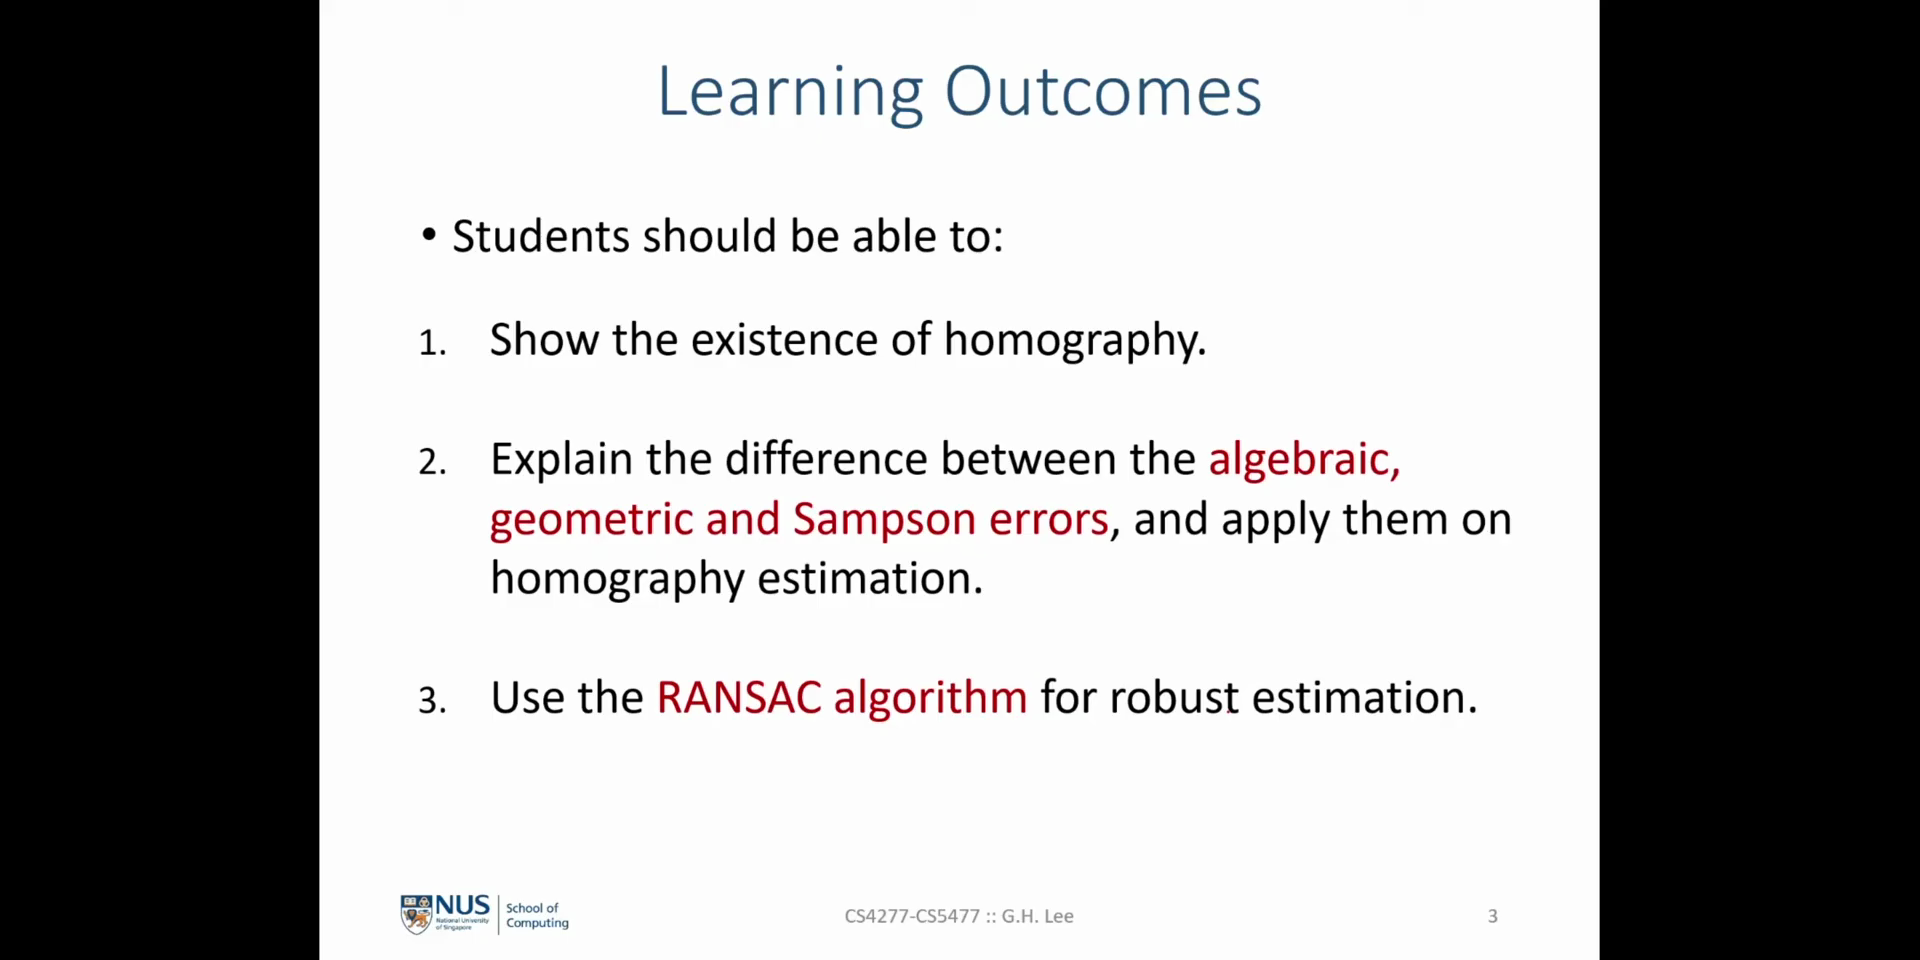 Learning Outcomes
• Students should be able to:
1. Show the existence of homography.
2. Explain the difference between the algebraic,
geometric and Sampson errors, and apply them on
homography estimation.
3. Use the RANSAC algorithm for robust estimation.
NUS
National University
of Singapore
School of
Computing
CS4277-CS5477 :: G.H. Lee
3